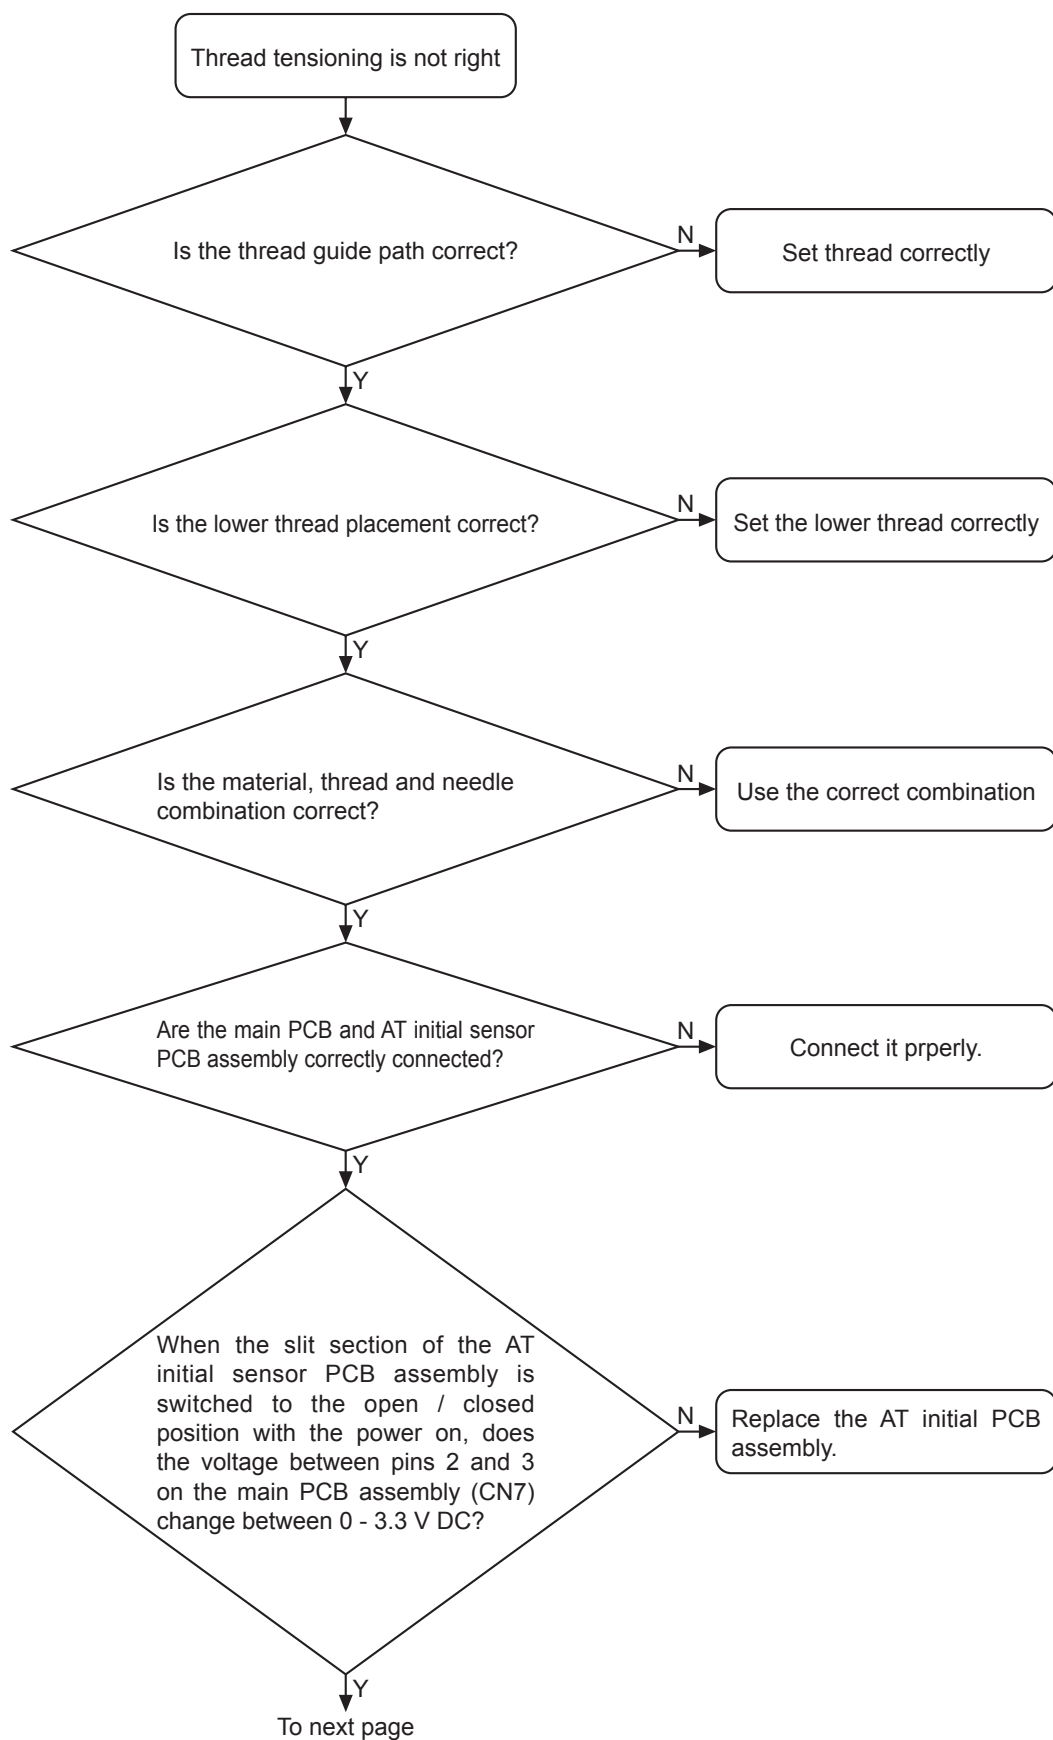 Thread tensioning is not right
Is the thread guide path correct?
N
Set thread correctly
Y
Is the lower thread placement correct?
N
Set the lower thread correctly
Y
Is the material, thread and needle
combination correct?
N
Use the correct combination
Y
Are the main PCB and AT initial sensor
PCB assembly correctly connected?
N
Connect it prperly.
Y
When the slit section of the AT
initial sensor PCB assembly is
switched to the open / closed
position with the power on, does
the voltage between pins 2 and 3
on the main PCB assembly (CN7)
change between 0 - 3.3 V DC?
N
Replace the AT initial PCB
assembly.
Y
To next page